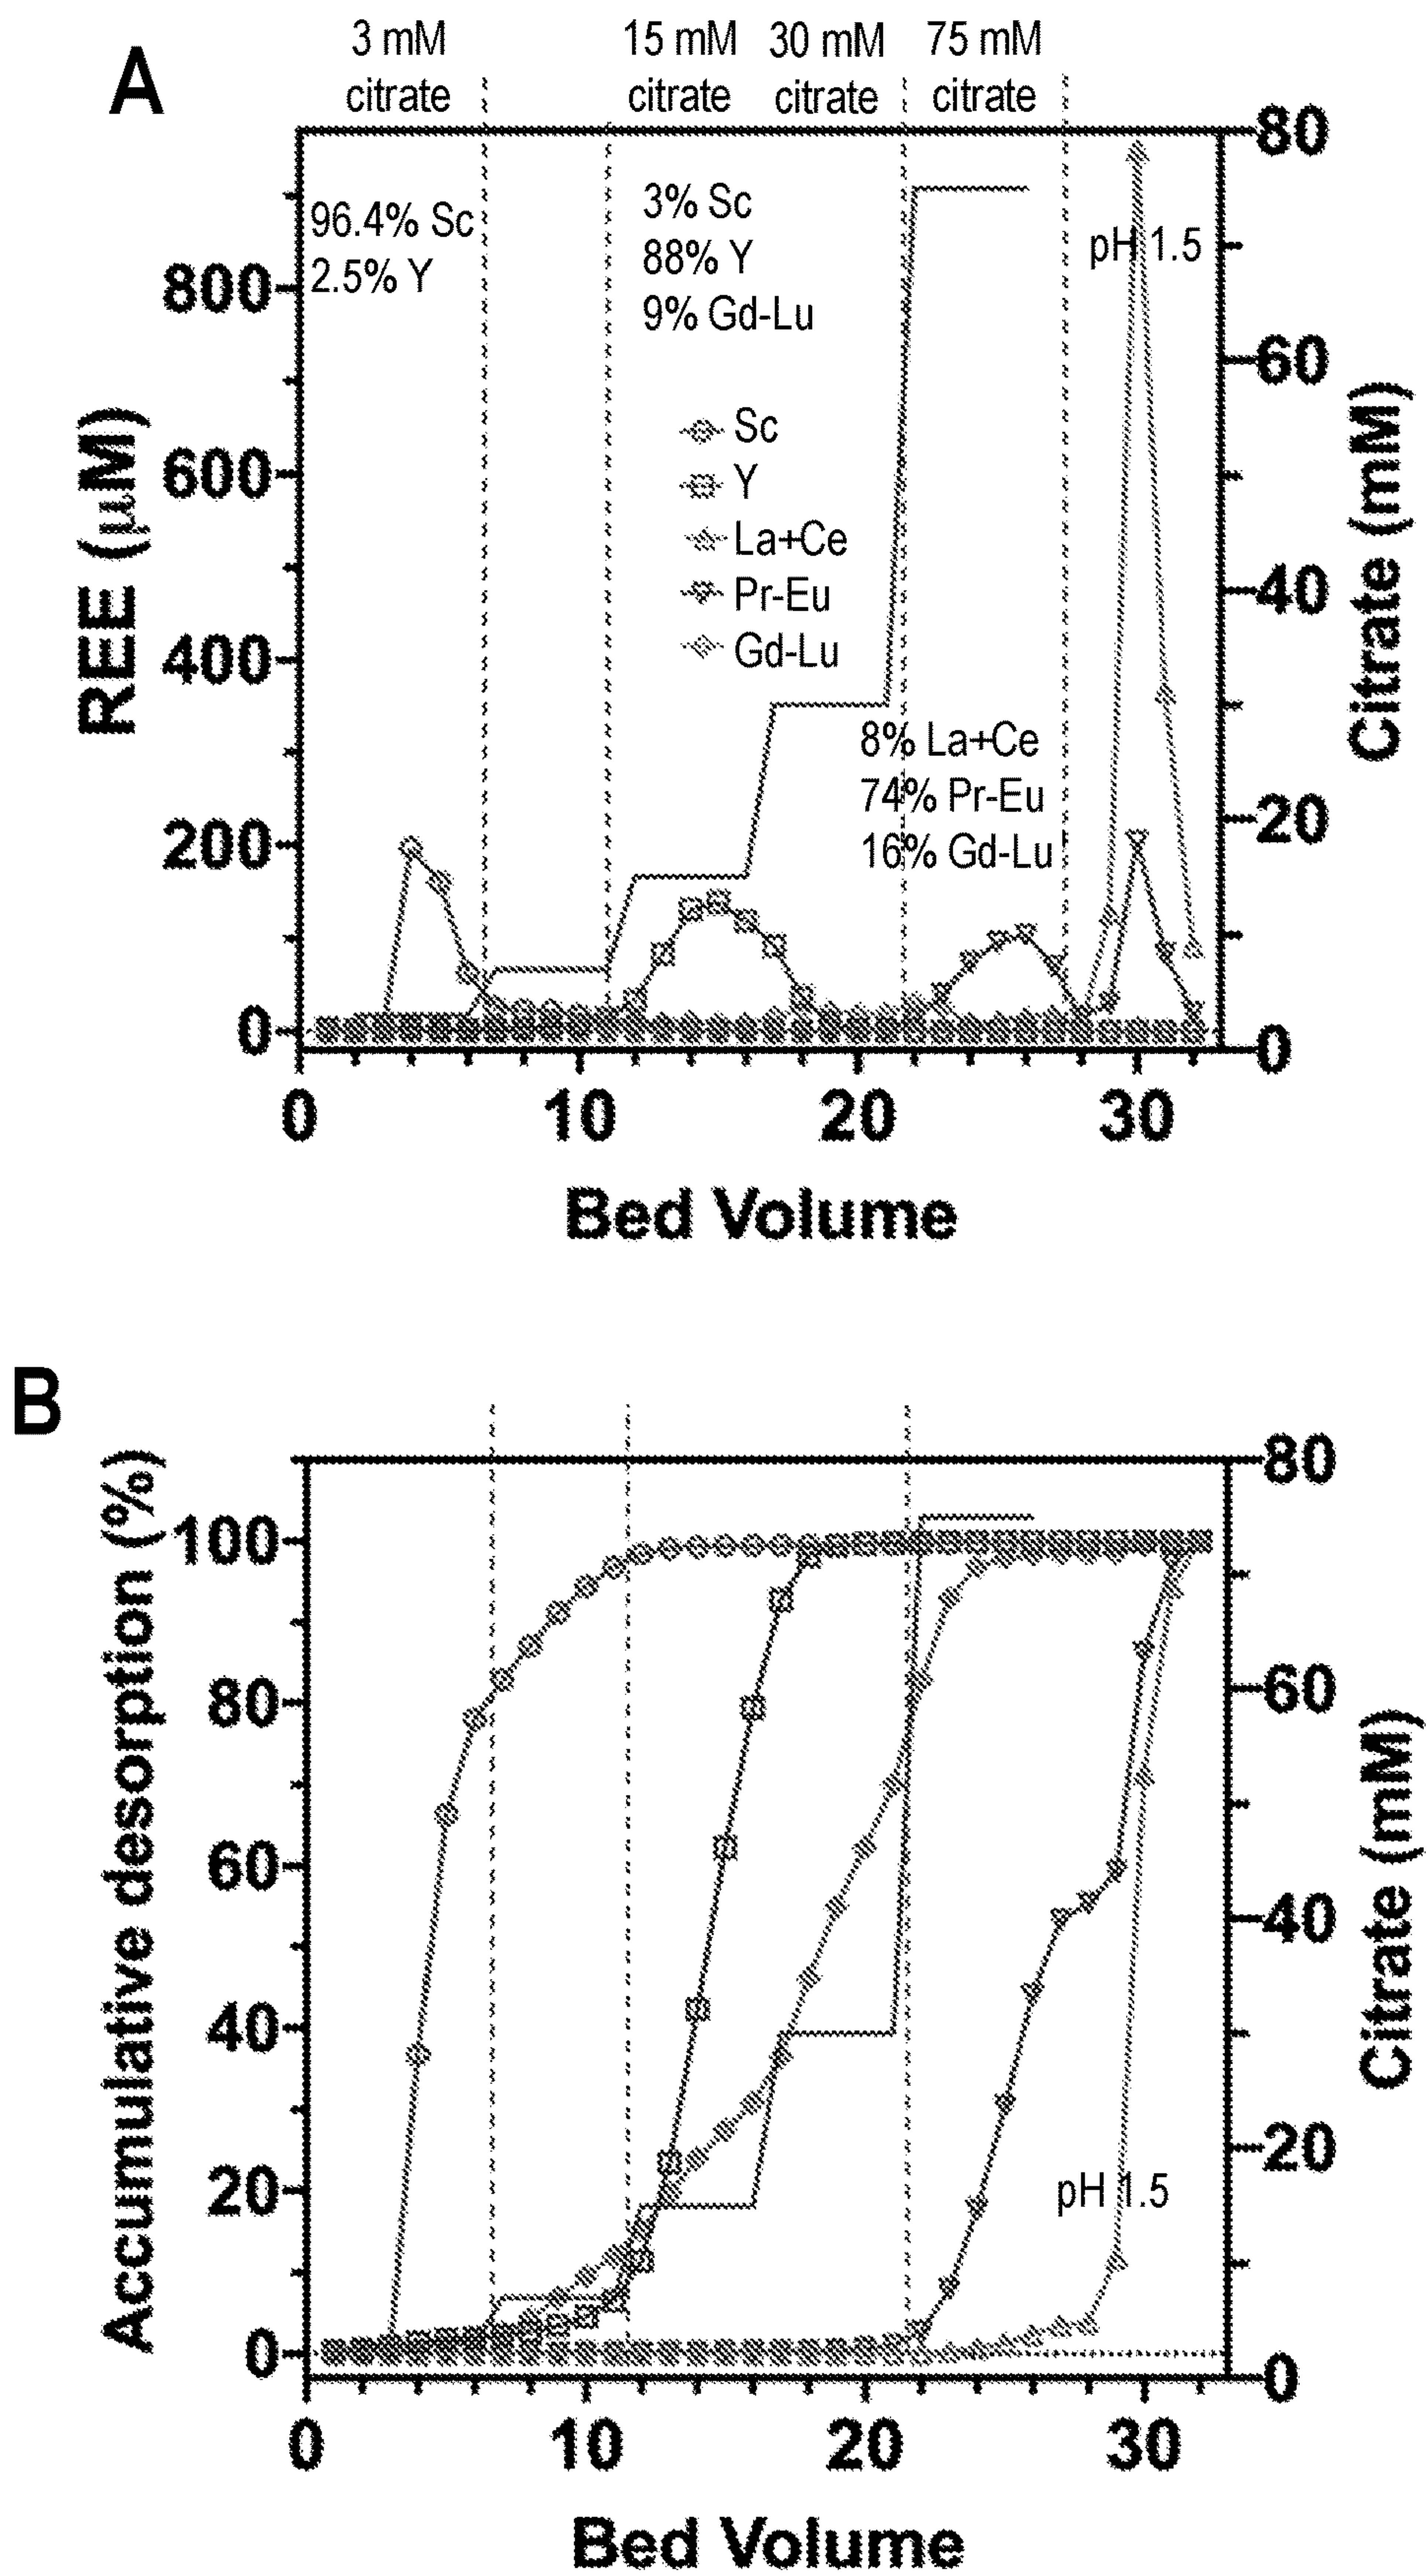 A
3 mM
citrate
15 mM
citrate
30 mM
citrate
75 mM
citrate
96.4% Sc
2.5% Y
3% Sc
88% Y
9% Gd-Lu
pH 1.5
Sc
Y
La+Ce
Pr-Eu
Gd-Lu
8% La+Ce
74% Pr-Eu
16% Gd-Lu
REE (µM)
800
600
400
200
0
80
60
40
20
0
Citrate (mM)
0
10
20
30
Bed Volume
B
Accumulative desorption (%)
100
80
60
40
20
0
80
60
40
20
0
Citrate (mM)
pH 1.5
0
10
20
30
Bed Volume